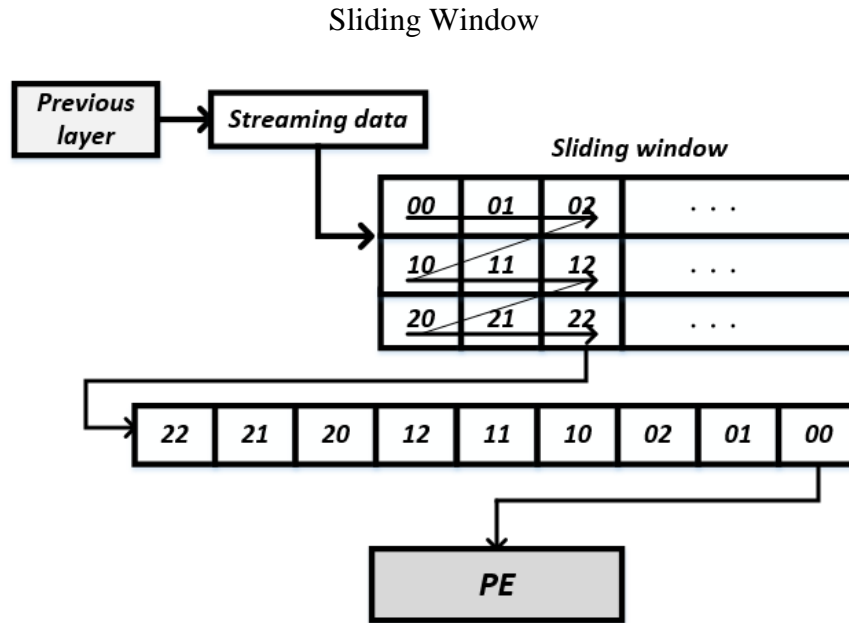 Sliding Window
Previous
layer
Streaming data
Sliding window
00 01 02 . . .
10 11 12 . . .
20 21 22 . . .
22 21 20 12 11 10 02 01 00
PE